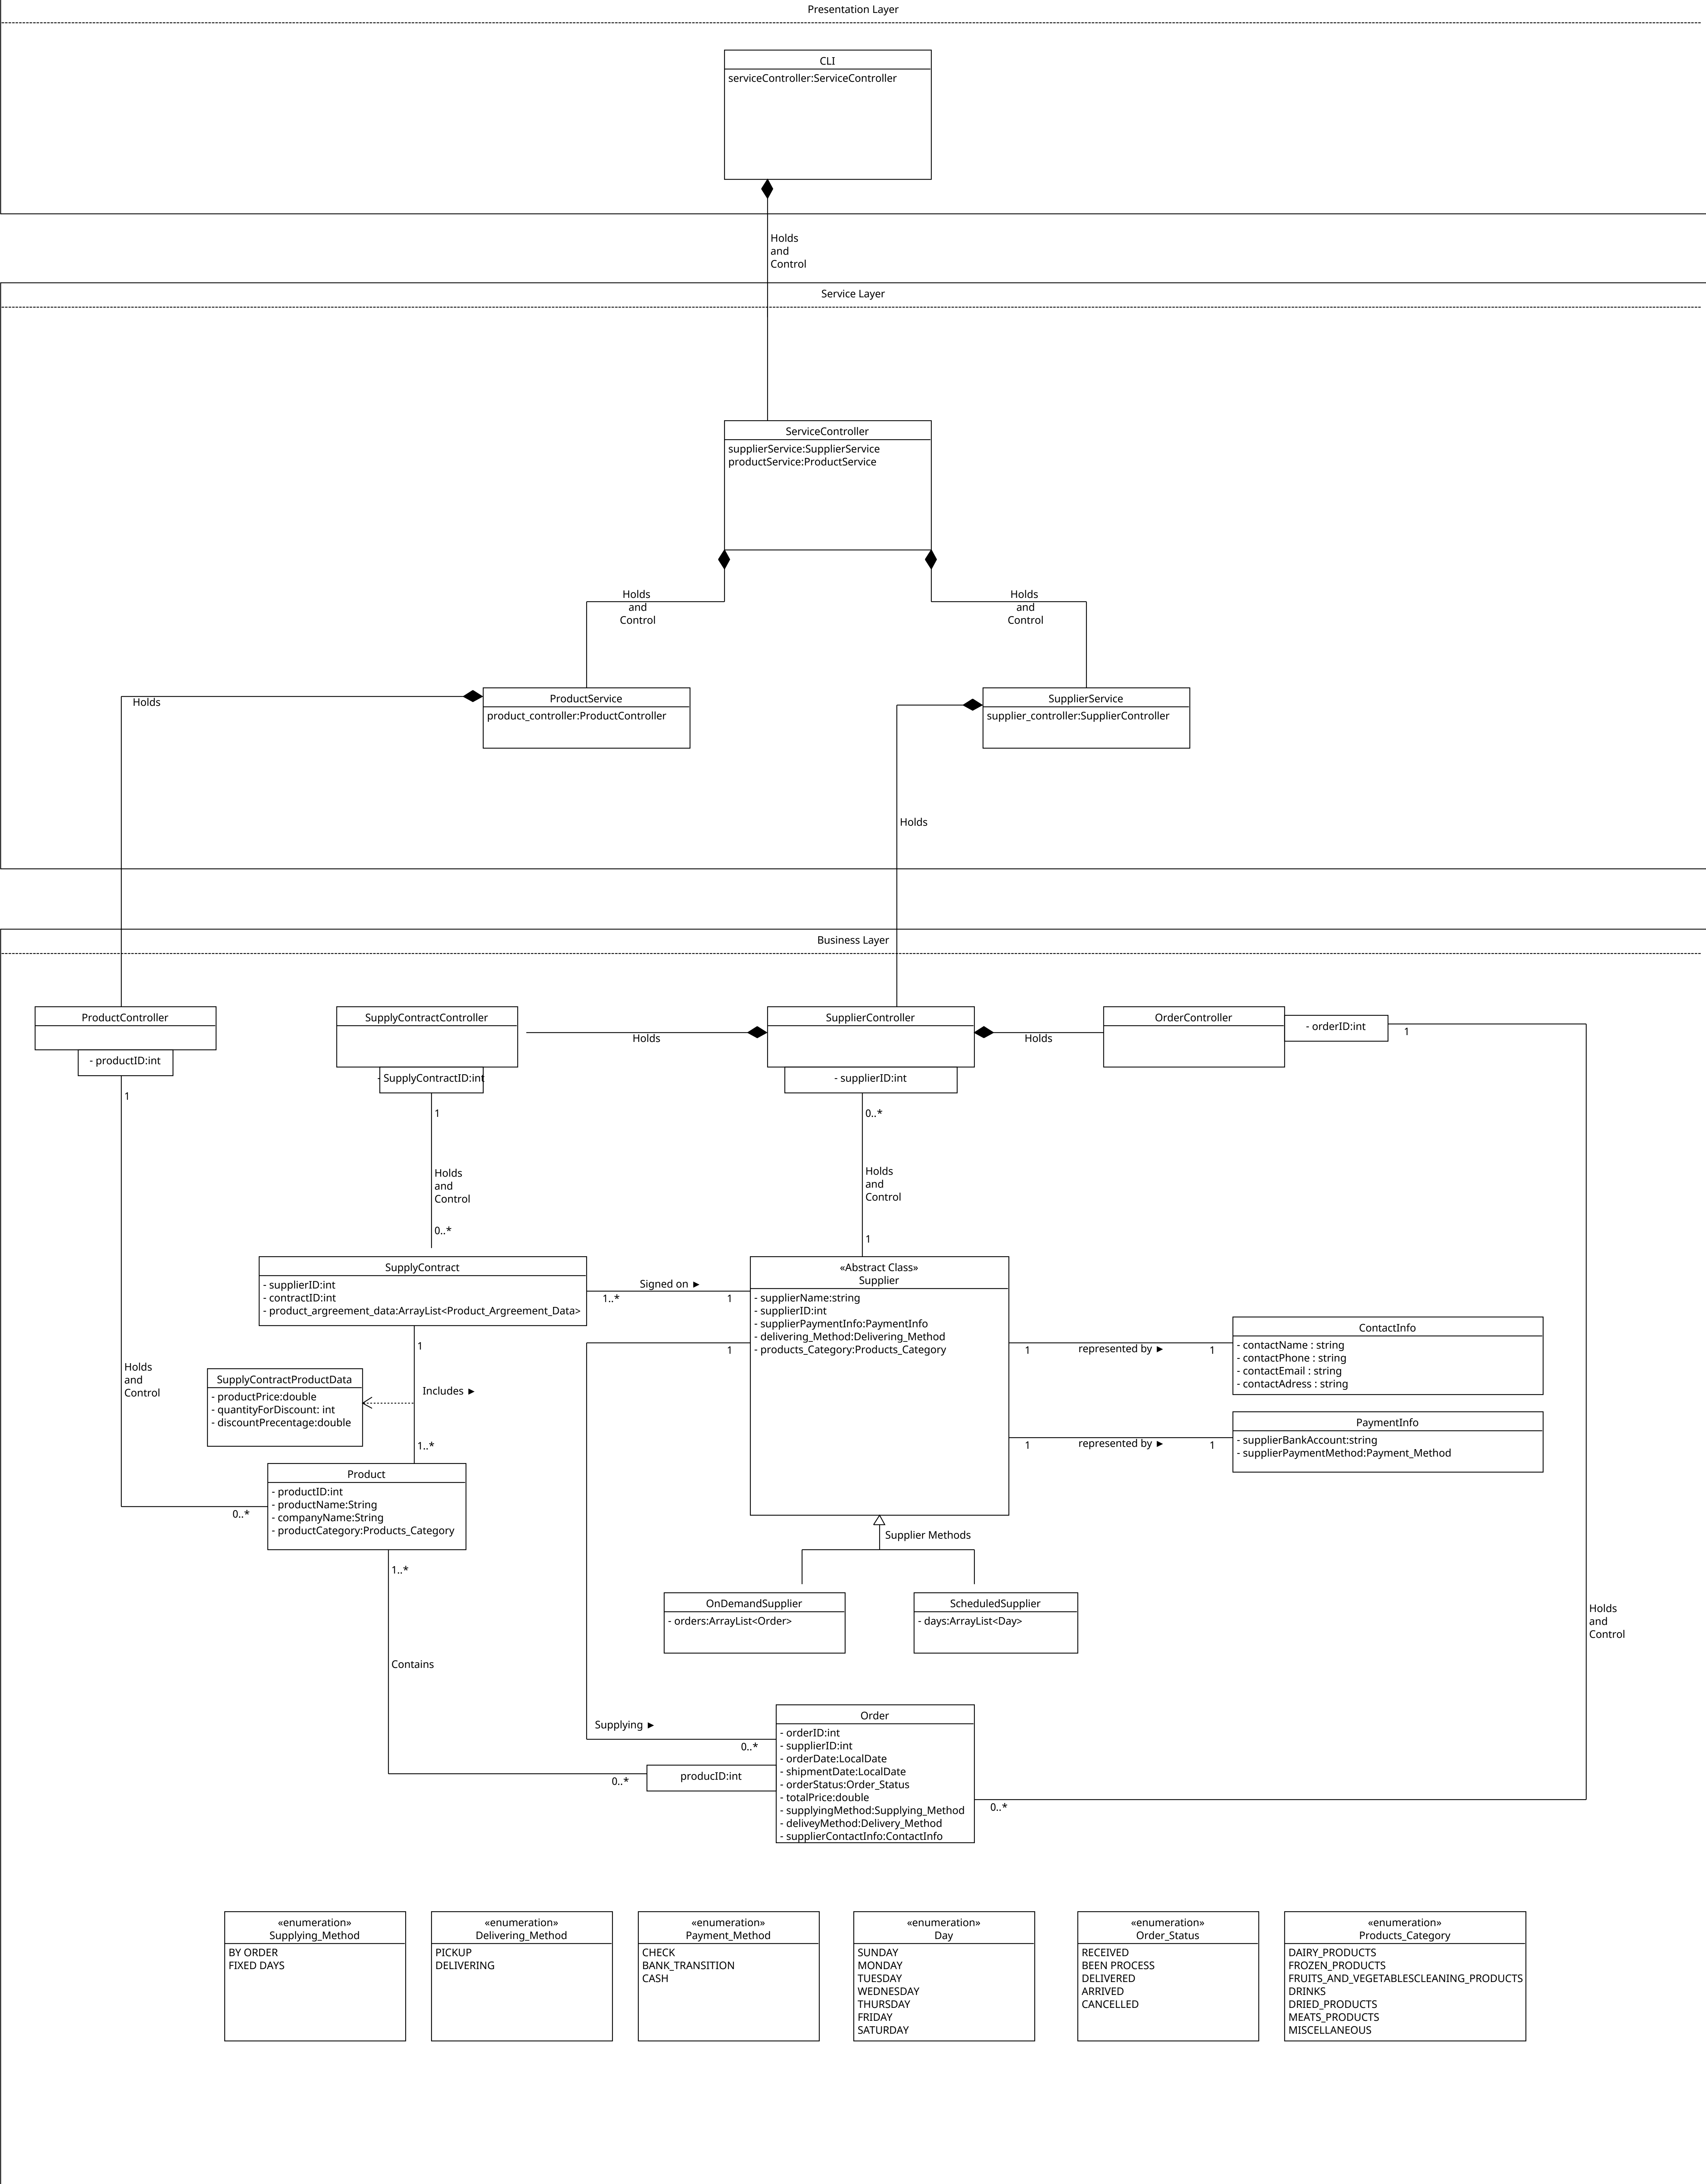 Presentation Layer
CLI
serviceController:ServiceController
Holds
and
Control
Service Layer
ServiceController
supplierService:SupplierService
productService:ProductService
Holds
and
Control
Holds
and
Control
ProductService
product_controller:ProductController
SupplierService
supplier_controller:SupplierController
Holds
Holds
Business Layer
ProductController
- productID:int
SupplyContractController
- SupplyContractID:int
Holds
SupplierController
- supplierID:int
Holds
OrderController
- orderID:int
1
1
1
0..*
Holds
and
Control
0..*
Holds
and
Control
1
SupplyContract
- supplierID:int
- contractID:int
- product_argreement_data:ArrayList<Product_Argreement_Data>
Signed on ►
1..*
1
«Abstract Class»
Supplier
- supplierName:string
- supplierID:int
- supplierPaymentInfo:PaymentInfo
- delivering_Method:Delivering_Method
- products_Category:Products_Category
1
1
represented by ►
1
ContactInfo
- contactName : string
- contactPhone : string
- contactEmail : string
- contactAdress : string
1
represented by ►
1
PaymentInfo
- supplierBankAccount:string
- supplierPaymentMethod:Payment_Method
1
Includes ►
1..*
SupplyContractProductData
- productPrice:double
- quantityForDiscount: int
- discountPrecentage:double
Holds
and
Control
0..*
Product
- productID:int
- productName:String
- companyName:String
- productCategory:Products_Category
1..*
Contains
Supplier Methods
OnDemandSupplier
- orders:ArrayList<Order>
ScheduledSupplier
- days:ArrayList<Day>
Holds
and
Control
Supplying ►
0..*
0..*
producID:int
Order
- orderID:int
- supplierID:int
- orderDate:LocalDate
- shipmentDate:LocalDate
- orderStatus:Order_Status
- totalPrice:double
- supplyingMethod:Supplying_Method
- deliveyMethod:Delivery_Method
- supplierContactInfo:ContactInfo
0..*
«enumeration»
Supplying_Method
BY ORDER
FIXED DAYS
«enumeration»
Delivering_Method
PICKUP
DELIVERING
«enumeration»
Payment_Method
CHECK
BANK_TRANSITION
CASH
«enumeration»
Day
SUNDAY
MONDAY
TUESDAY
WEDNESDAY
THURSDAY
FRIDAY
SATURDAY
«enumeration»
Order_Status
RECEIVED
BEEN PROCESS
DELIVERED
ARRIVED
CANCELLED
«enumeration»
Products_Category
DAIRY_PRODUCTS
FROZEN_PRODUCTS
FRUITS_AND_VEGETABLESCLEANING_PRODUCTS
DRINKS
DRIED_PRODUCTS
MEATS_PRODUCTS
MISCELLANEOUS